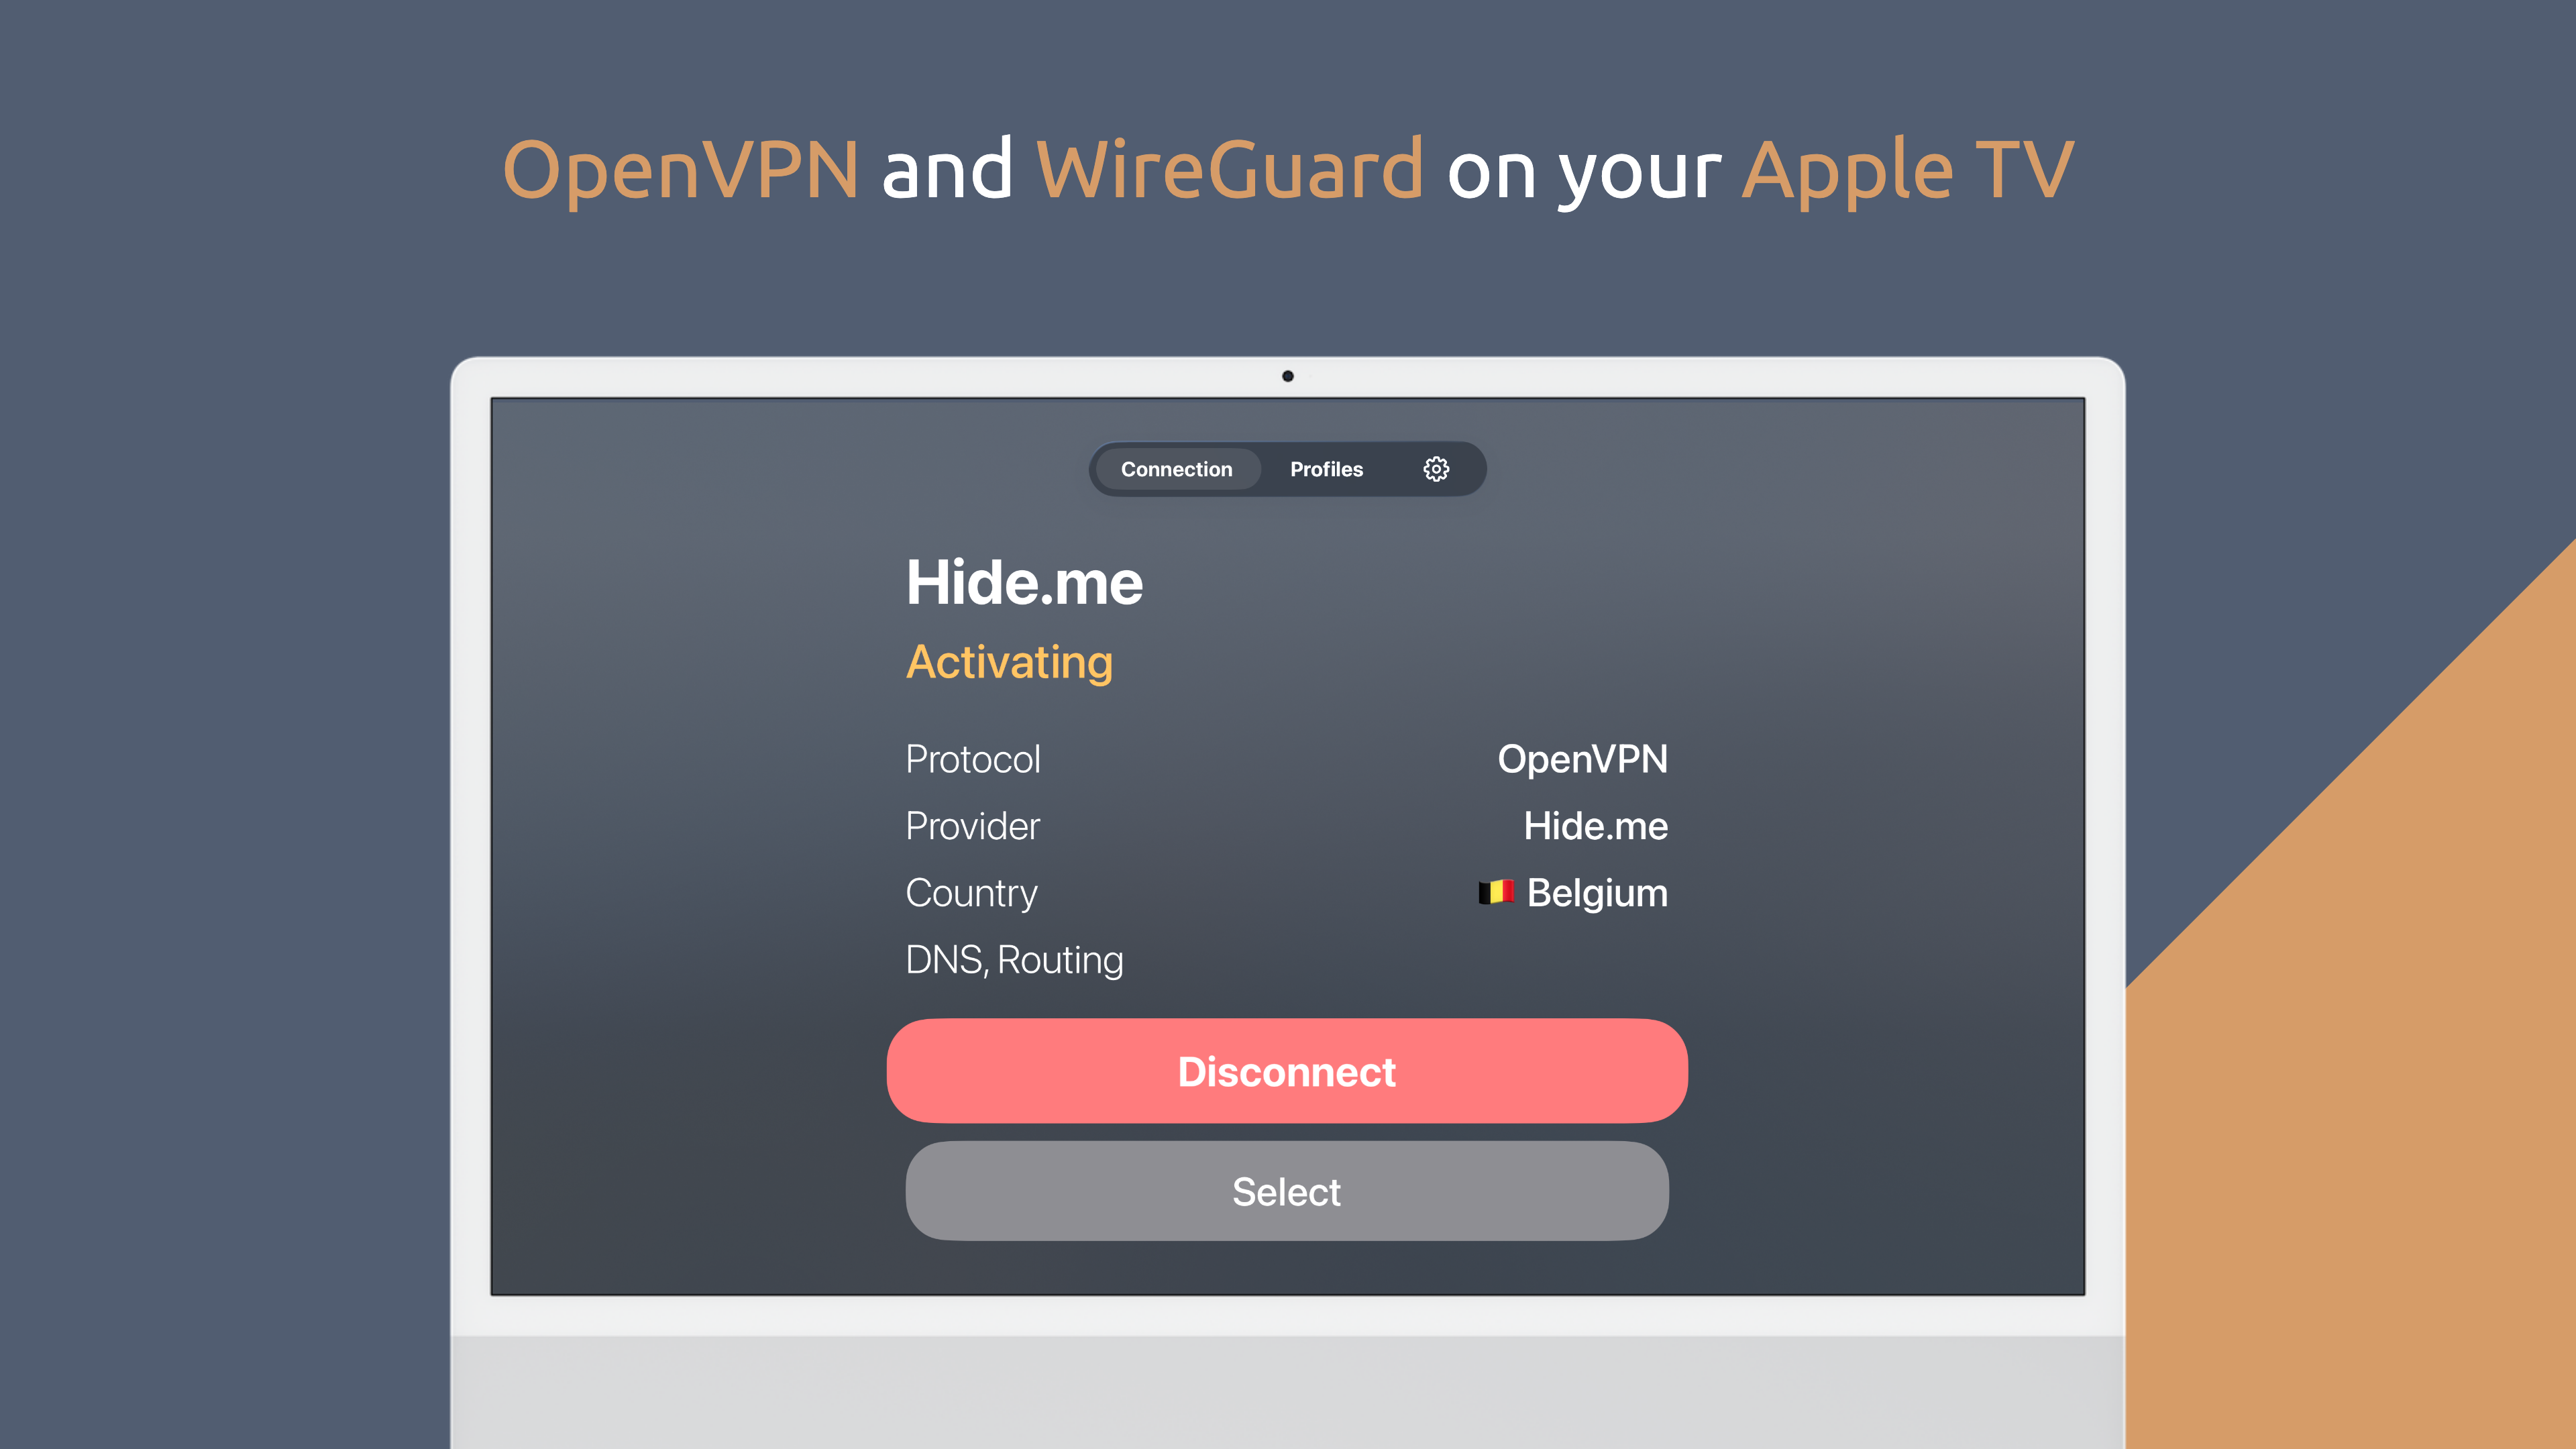 OpenVPN and WireGuard on your Apple TV
Connection Profiles
Hide.me
Activating
Protocol OpenVPN
Provider Hide.me
Country 🇧🇪 Belgium
DNS, Routing
Disconnect
Select